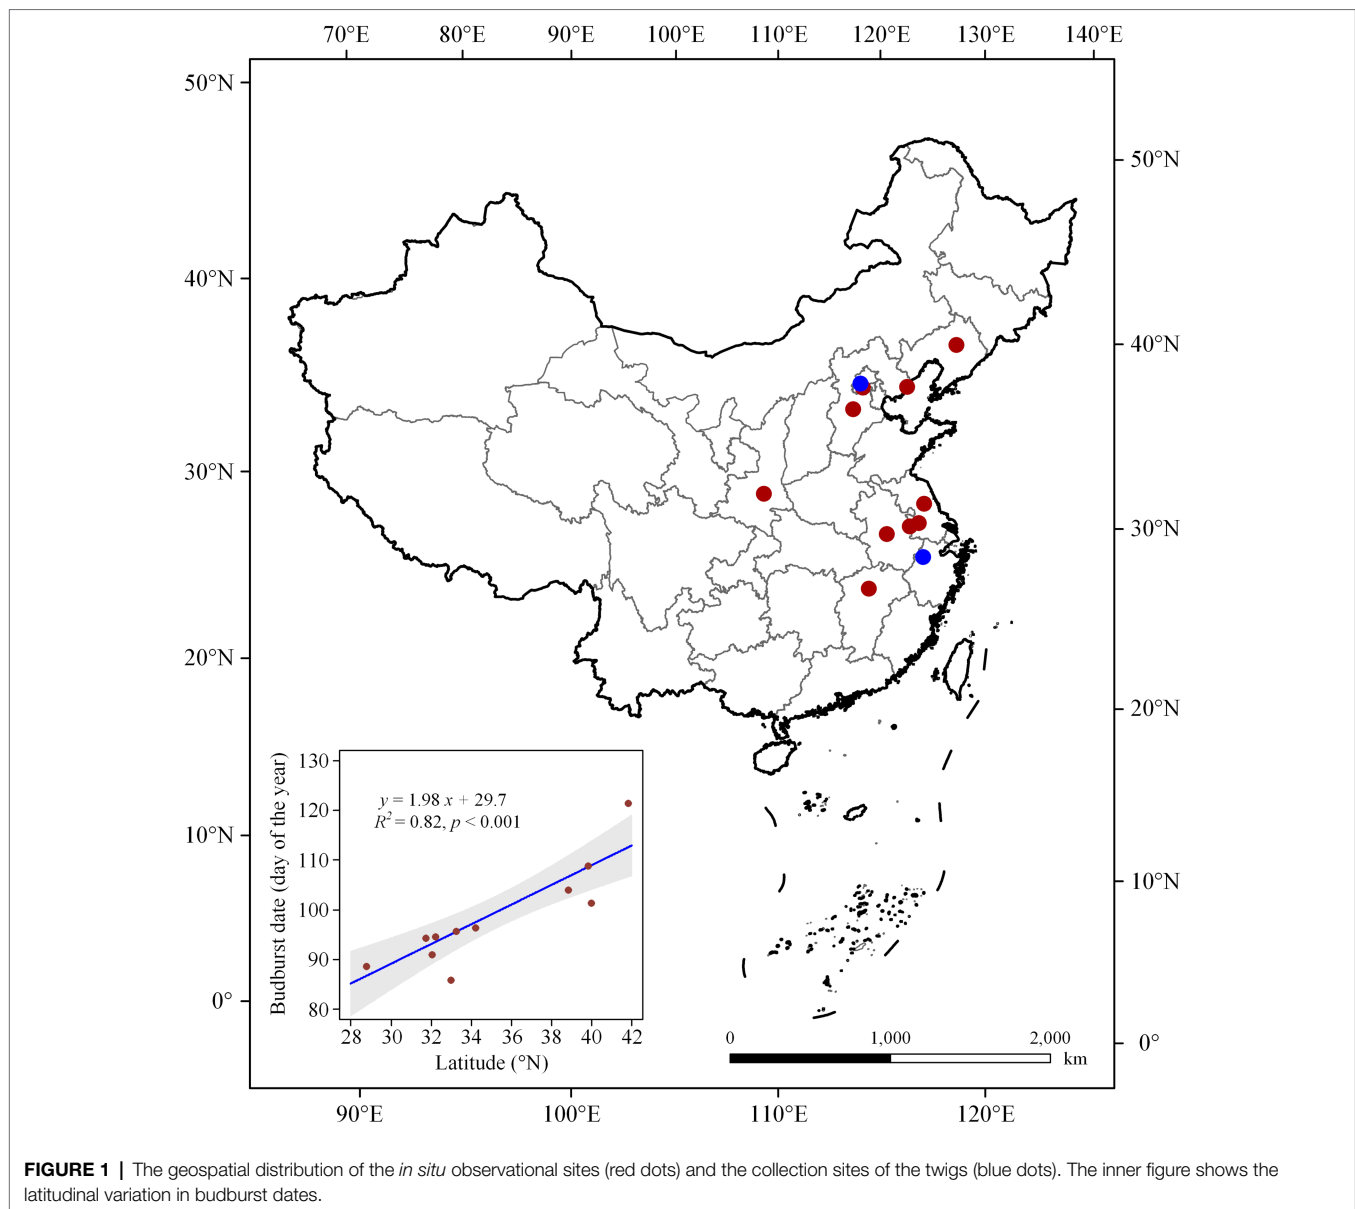 70°E 80°E 90°E 100°E 110°E 120°E 130°E 140°E
50°N
50°N
40°N
40°N
30°N
30°N
20°N
20°N
10°N
10°N
0°
0°
Budburst date (day of the year)
130
120
110
100
90
80
y = 1.98 x + 29.7
R2 = 0.82, p < 0.001
28 30 32 34 36 38 40 42
Latitude (°N)
0 1,000 2,000
km
90°E 100°E 110°E 120°E
FIGURE 1 | The geospatial distribution of the in situ observational sites (red dots) and the collection sites of the twigs (blue dots). The inner figure shows the
latitudinal variation in budburst dates.